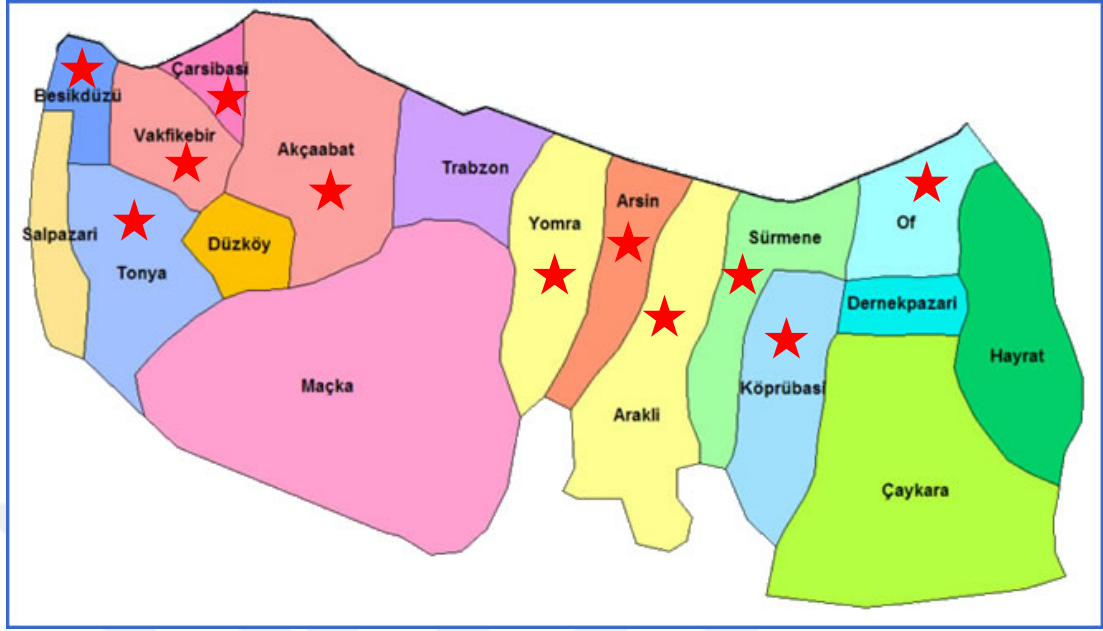 Çarsibasi
Besikdüzü
Vakfikebir
Akçaabat
Trabzon
Arsin
Yomra
Of
Salpazari
Düzköy
Sürmene
Tonya
Dernekpazari
Hayrat
Maçka
Köprübasi
Arakli
Çaykara